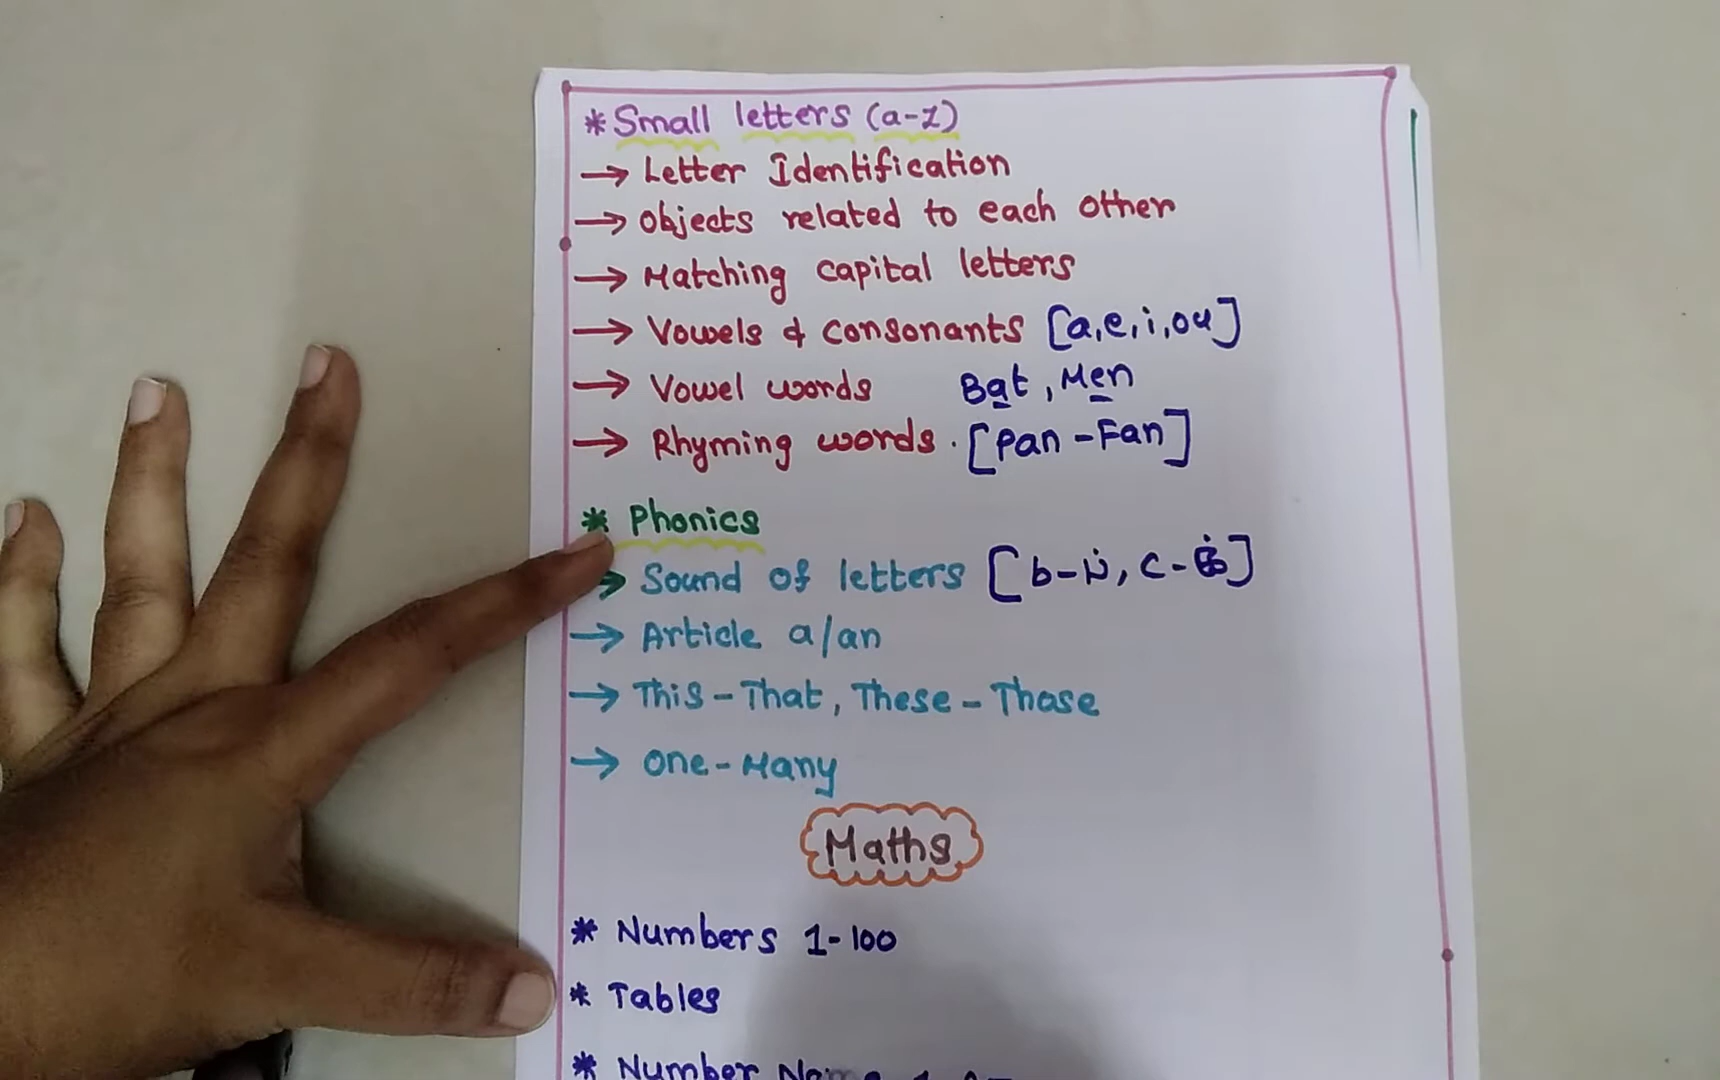 * Small letters (a-z)
→ Letter Identification
→ Objects related to each other
→ Matching capital letters
→ Vowels & consonants [a,e,i,ou]
→ Vowel words Bat, Men
→ Rhyming words. [Pan - Fan]
* Phonics
→ Sound of letters [b - ப், c - க்]
→ Article a/an
→ This - That, These - Those
→ One - Many
Maths
* Numbers 1-100
* Tables
* Number